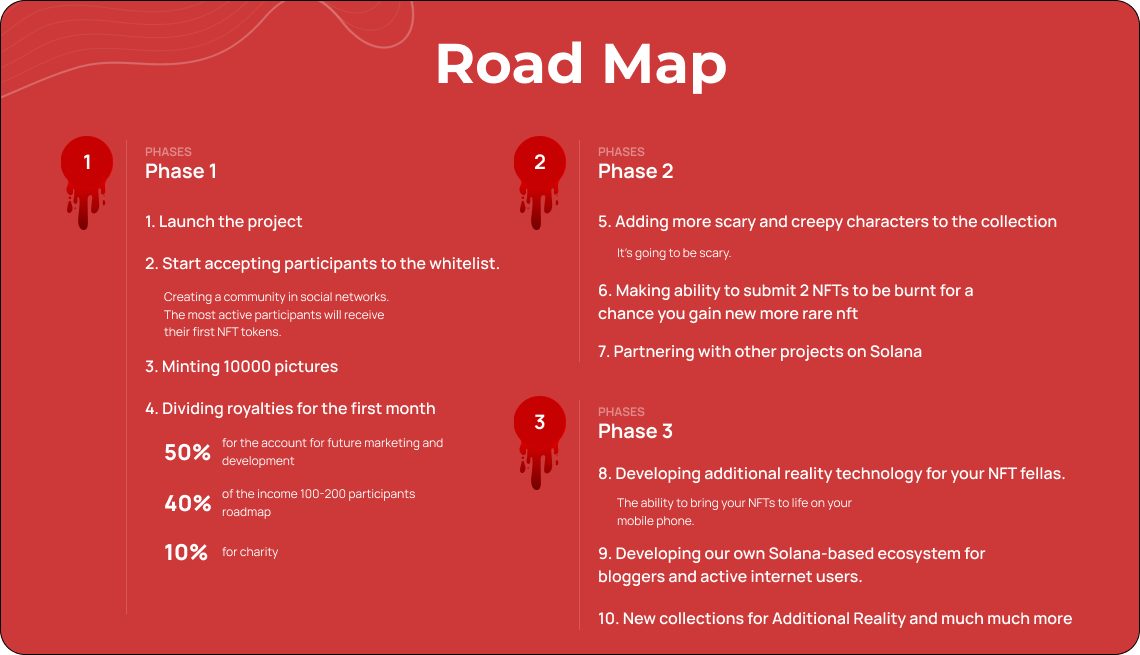 Road Map
1
PHASES
Phase 1
1. Launch the project
2. Start accepting participants to the whitelist.
Creating a community in social networks.
The most active participants will receive
their first NFT tokens.
3. Minting 10000 pictures
4. Dividing royalties for the first month
50%
for the account for future marketing and
development
40%
of the income 100-200 participants
roadmap
10%
for charity
2
PHASES
Phase 2
5. Adding more scary and creepy characters to the collection
It's going to be scary.
6. Making ability to submit 2 NFTs to be burnt for a
chance you gain new more rare nft
7. Partnering with other projects on Solana
3
PHASES
Phase 3
8. Developing additional reality technology for your NFT fellas.
The ability to bring your NFTs to life on your
mobile phone.
9. Developing our own Solana-based ecosystem for
bloggers and active internet users.
10. New collections for Additional Reality and much much more